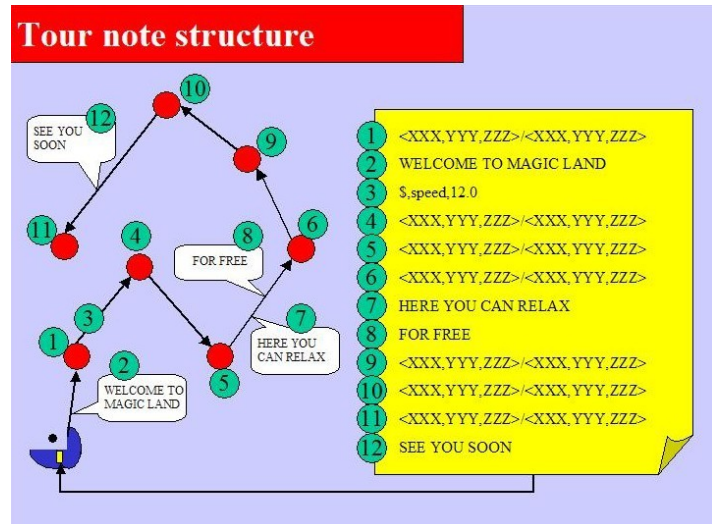 Tour note structure
10
12
SEE YOU
SOON
9
11
4
8
6
FOR FREE
3
7
1
2
HERE YOU
CAN RELAX
5
WELCOME TO
MAGIC LAND
1 <XXX,YYY,ZZZ>/<XXX,YYY,ZZZ>
2 WELCOME TO MAGIC LAND
3 $,speed,12.0
4 <XXX,YYY,ZZZ>/<XXX,YYY,ZZZ>
5 <XXX,YYY,ZZZ>/<XXX,YYY,ZZZ>
6 <XXX,YYY,ZZZ>/<XXX,YYY,ZZZ>
7 HERE YOU CAN RELAX
8 FOR FREE
9 <XXX,YYY,ZZZ>/<XXX,YYY,ZZZ>
10 <XXX,YYY,ZZZ>/<XXX,YYY,ZZZ>
11 <XXX,YYY,ZZZ>/<XXX,YYY,ZZZ>
12 SEE YOU SOON